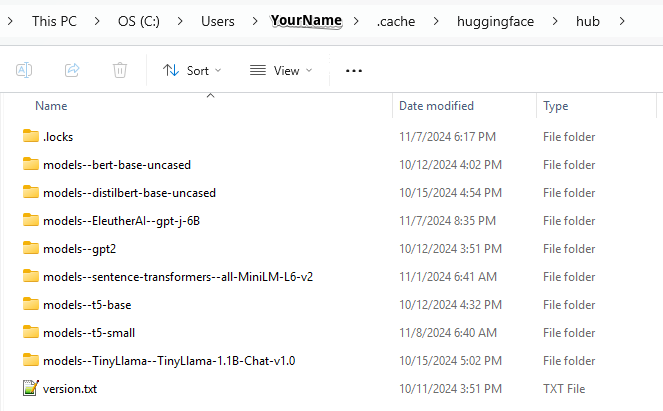 This PC > OS (C:) > Users > YourName > .cache > huggingface > hub >
Sort View ...
Name Date modified Type
.locks 11/7/2024 6:17 PM File folder
models--bert-base-uncased 10/12/2024 4:02 PM File folder
models--distilbert-base-uncased 10/15/2024 4:54 PM File folder
models--EleutherAI--gpt-j-6B 11/7/2024 8:35 PM File folder
models--gpt2 10/12/2024 3:51 PM File folder
models--sentence-transformers--all-MiniLM-L6-v2 11/1/2024 6:41 AM File folder
models--t5-base 10/12/2024 4:32 PM File folder
models--t5-small 11/8/2024 6:40 AM File folder
models--TinyLlama--TinyLlama-1.1B-Chat-v1.0 10/15/2024 5:02 PM File folder
version.txt 10/11/2024 3:51 PM TXT File